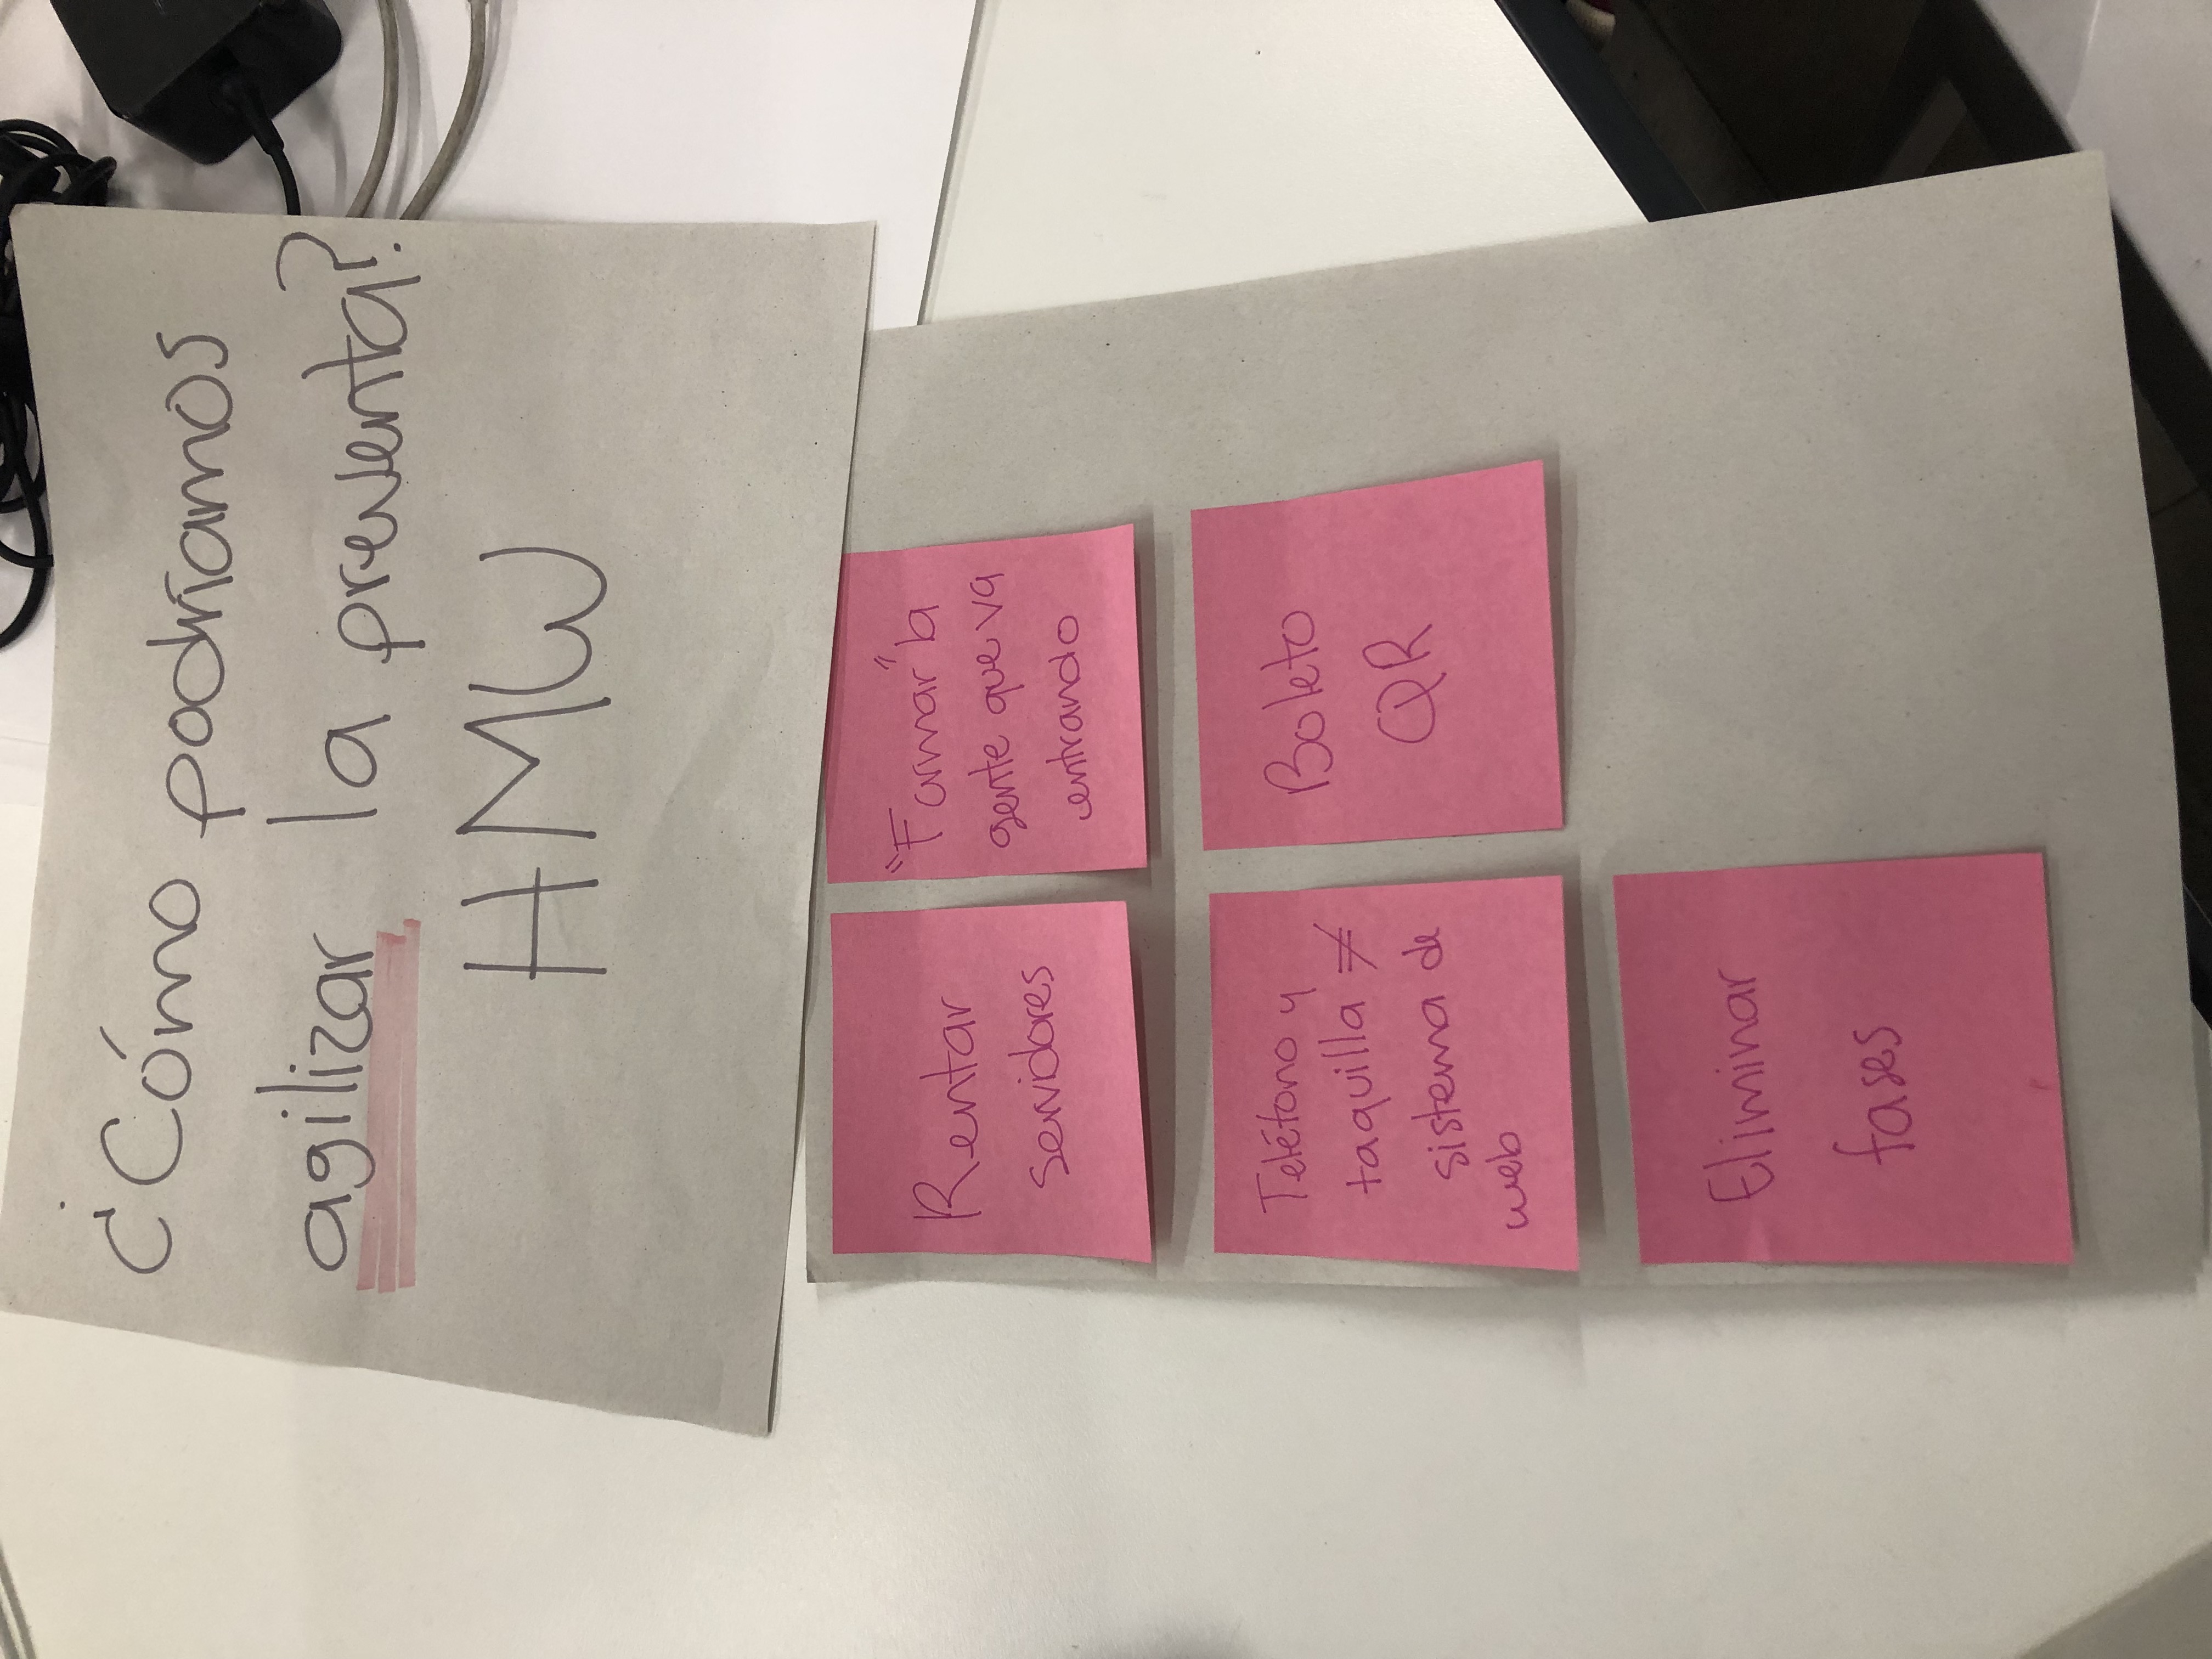 ¿Cómo podríamos
agilizar la preventa?
HMW
Rentar
servidores
"Formar" la
gente que va
entrando
Teléfono y
taquilla ≠
sistema de
web
Boleto
QR
Eliminar
fases